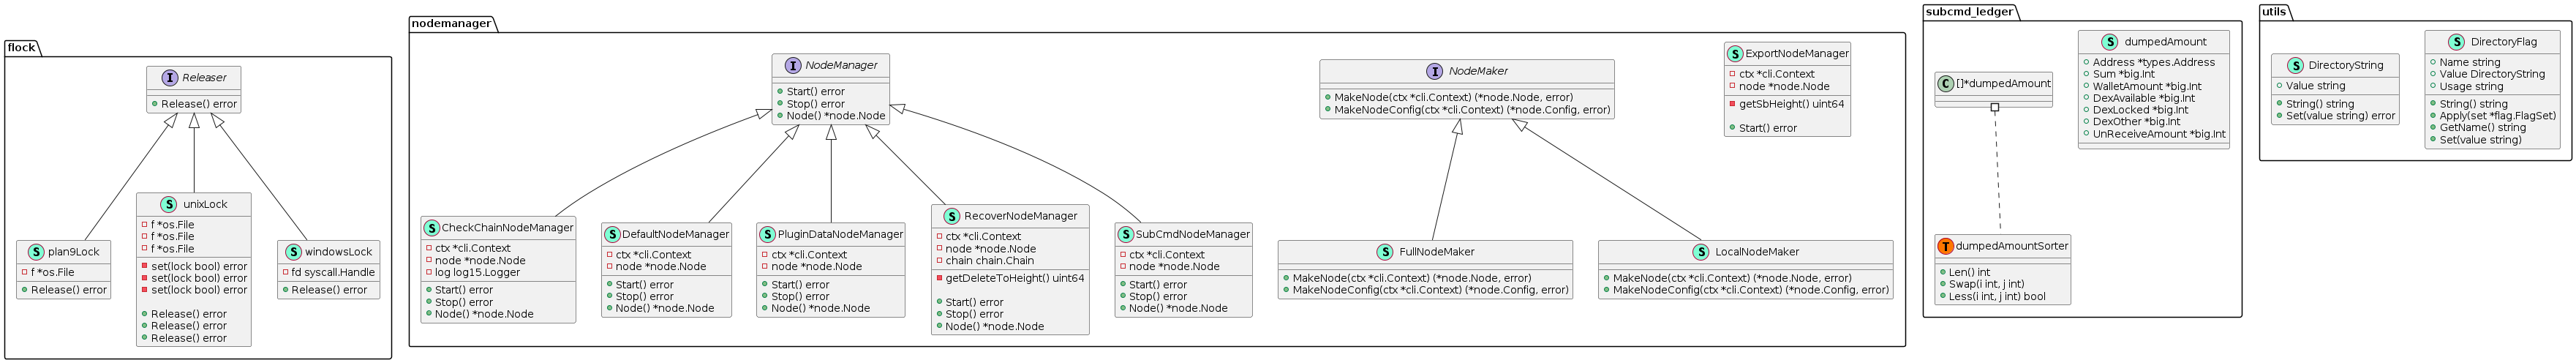 flock
I Releaser
Release() error
S plan9Lock
f *os.File
Release() error
S unixLock
f *os.File
f *os.File
f *os.File
set(lock bool) error
set(lock bool) error
set(lock bool) error
Release() error
Release() error
Release() error
S windowsLock
fd syscall.Handle
Release() error
nodemanager
I NodeManager
Start() error
Stop() error
Node() *node.Node
I NodeMaker
MakeNode(ctx *cli.Context) (*node.Node, error)
MakeNodeConfig(ctx *cli.Context) (*node.Config, error)
S ExportNodeManager
ctx *cli.Context
node *node.Node
getSbHeight() uint64
Start() error
S CheckChainNodeManager
ctx *cli.Context
node *node.Node
log log15.Logger
Start() error
Stop() error
Node() *node.Node
S DefaultNodeManager
ctx *cli.Context
node *node.Node
Start() error
Stop() error
Node() *node.Node
S PluginDataNodeManager
ctx *cli.Context
node *node.Node
Start() error
Stop() error
Node() *node.Node
S RecoverNodeManager
ctx *cli.Context
node *node.Node
chain chain.Chain
getDeleteToHeight() uint64
Start() error
Stop() error
Node() *node.Node
S SubCmdNodeManager
ctx *cli.Context
node *node.Node
Start() error
Stop() error
Node() *node.Node
S FullNodeMaker
MakeNode(ctx *cli.Context) (*node.Node, error)
MakeNodeConfig(ctx *cli.Context) (*node.Config, error)
S LocalNodeMaker
MakeNode(ctx *cli.Context) (*node.Node, error)
MakeNodeConfig(ctx *cli.Context) (*node.Config, error)
subcmd_ledger
C []*dumpedAmount
S dumpedAmount
Address *types.Address
Sum *big.Int
WalletAmount *big.Int
DexAvailable *big.Int
DexLocked *big.Int
DexOther *big.Int
UnReceiveAmount *big.Int
T dumpedAmountSorter
Len() int
Swap(i int, j int)
Less(i int, j int) bool
utils
S DirectoryString
Value string
String() string
Set(value string) error
S DirectoryFlag
Name string
Value DirectoryString
Usage string
String() string
Apply(set *flag.FlagSet)
GetName() string
Set(value string)